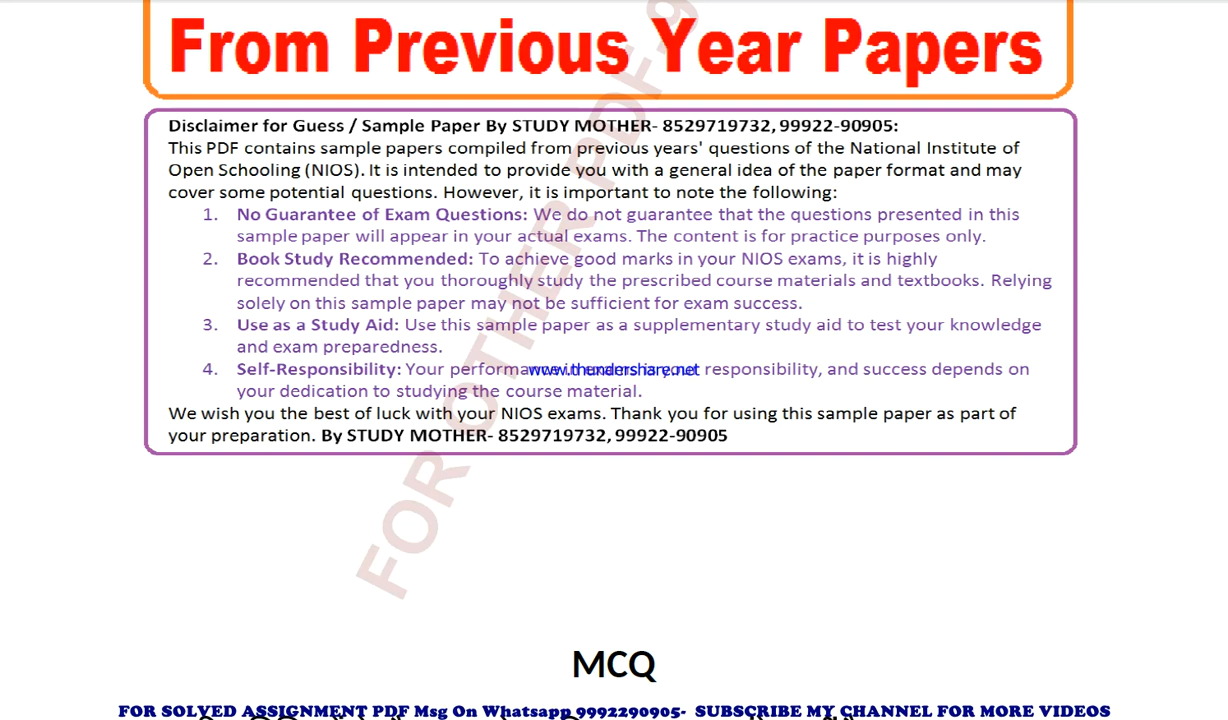 From Previous Year Papers
Disclaimer for Guess / Sample Paper By STUDY MOTHER- 8529719732, 99922-90905:
This PDF contains sample papers compiled from previous years' questions of the National Institute of
Open Schooling (NIOS). It is intended to provide you with a general idea of the paper format and may
cover some potential questions. However, it is important to note the following:
1. No Guarantee of Exam Questions: We do not guarantee that the questions presented in this
sample paper will appear in your actual exams. The content is for practice purposes only.
2. Book Study Recommended: To achieve good marks in your NIOS exams, it is highly
recommended that you thoroughly study the prescribed course materials and textbooks. Relying
solely on this sample paper may not be sufficient for exam success.
3. Use as a Study Aid: Use this sample paper as a supplementary study aid to test your knowledge
and exam preparedness.
4. Self-Responsibility: Your www.thundershare.net responsibility, and success depends on
your dedication to studying the course material.
We wish you the best of luck with your NIOS exams. Thank you for using this sample paper as part of
your preparation. By STUDY MOTHER- 8529719732, 99922-90905
FOR OTHER PDF
MCQ
FOR SOLVED ASSIGNMENT PDF Msg On Whatsapp 9992290905- SUBSCRIBE MY CHANNEL FOR MORE VIDEOS